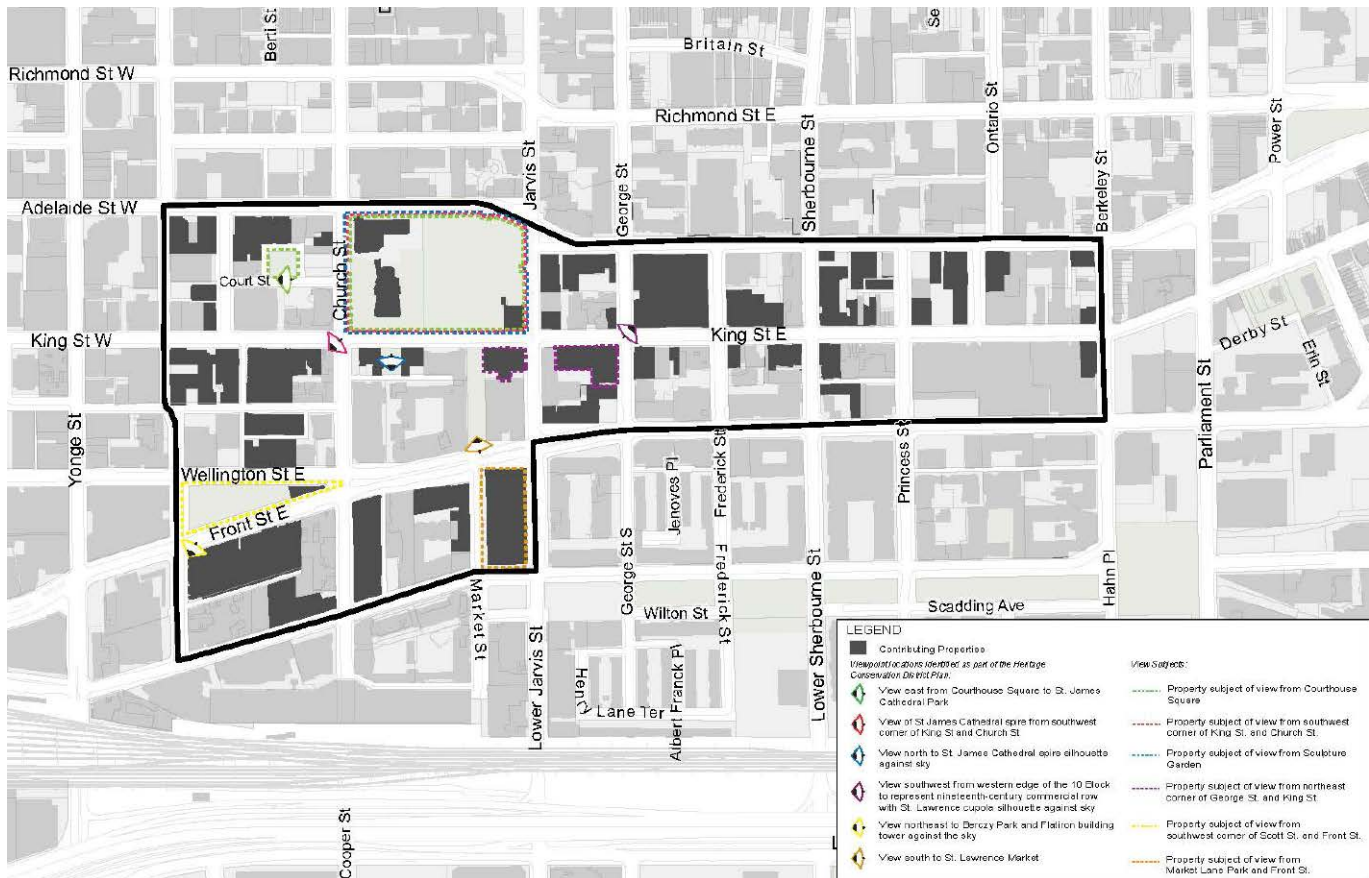 Berti St
Britain St
Se
Richmond St W
Richmond St E
Ontario St
Power St
Jarvis St
George St
Sherbourne St
Berkeley St
Adelaide St W
Church St
Court St
King St W
King St E
Derby St
Erin St
Yonge St
Parliament St
Wellington St E
Front St E
Jenoves Pl
Frederick St
Princess St
George St S
Frederick St
Market St
Lower Jarvis St
Wilton St
Lower Sherbourne St
Scadding Ave
Hahn Pl
Henry
Lane Ter
Albert Franck Pl
Cooper St
LEGEND
Contributing Properties
Viewpoint locations identified as part of the Heritage
Conservation District Plan:
View east from Courthouse Square to St. James
Cathedral Park
View of St James Cathedral spire from southwest
corner of King St and Church St
View north to St. James Cathedral spire silhouette
against sky
View southwest from western edge of the 10 Block
to represent nineteenth-century commercial row
with St. Lawrence cupola silhouette against sky
View northeast to Berczy Park and Flatiron building
tower against the sky
View south to St. Lawrence Market
View Subjects:
Property subject of view from Courthouse
Square
Property subject of view from southwest
corner of King St. and Church St.
Property subject of view from Sculpture
Garden
Property subject of view from northeast
corner of George St. and King St
Property subject of view from
southwest corner of Scott St. and Front St.
Property subject of view from
Market Lane Park and Front St.